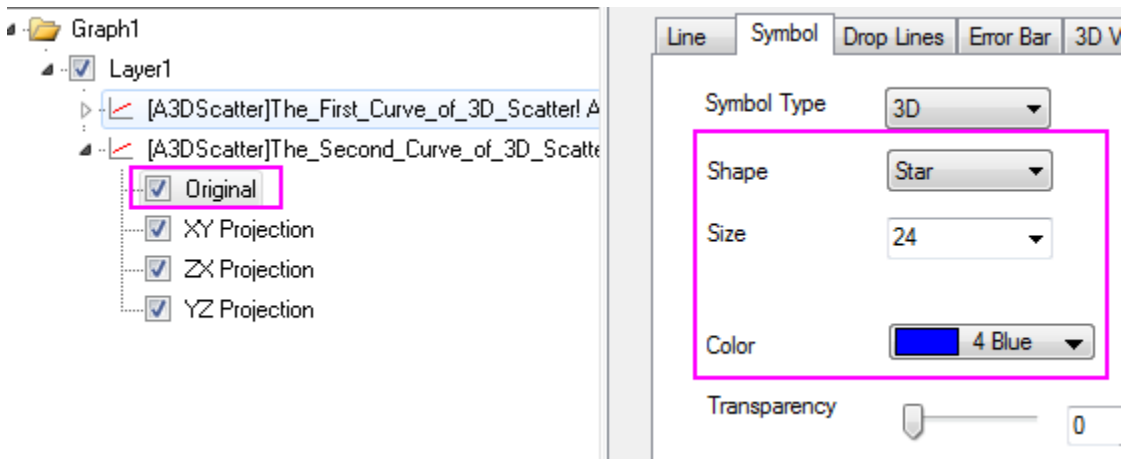 Graph1
Layer1
[A3DScatter]The_First_Curve_of_3D_Scatter! A
[A3DScatter]The_Second_Curve_of_3D_Scatte
Original
XY Projection
ZX Projection
YZ Projection
Line Symbol Drop Lines Error Bar 3D V
Symbol Type 3D
Shape Star
Size 24
Color 4 Blue
Transparency 0